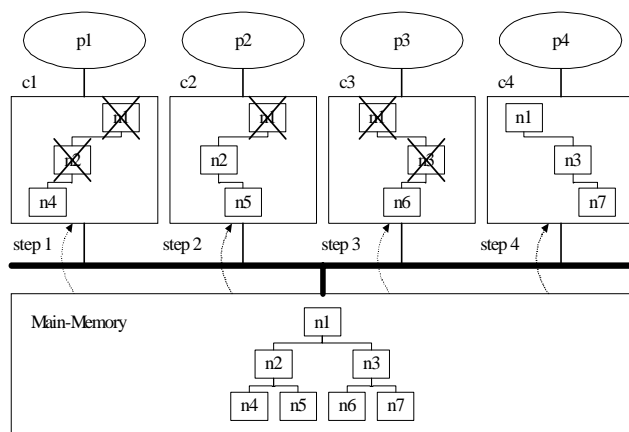 p1 p2 p3 p4
c1 c2 c3 c4
n1 n1 n1 n1
n2 n2 n3 n3
n4 n5 n6 n7
step 1 step 2 step 3 step 4
n1
Main-Memory
n2 n3
n4 n5 n6 n7